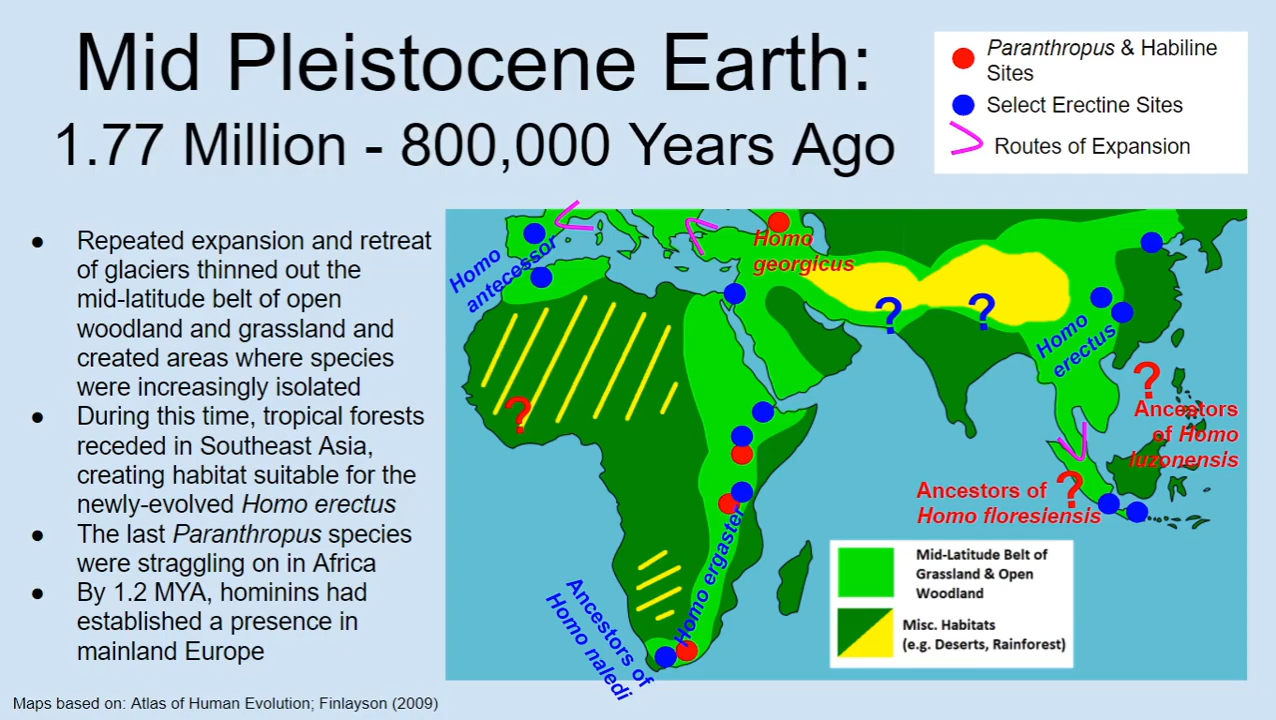 Mid Pleistocene Earth:
1.77 Million - 800,000 Years Ago
Paranthropus & Habiline
Sites
Select Erectine Sites
Routes of Expansion
● Repeated expansion and retreat
of glaciers thinned out the
mid-latitude belt of open
woodland and grassland and
created areas where species
were increasingly isolated
● During this time, tropical forests
receded in Southeast Asia,
creating habitat suitable for the
newly-evolved Homo erectus
● The last Paranthropus species
were straggling on in Africa
● By 1.2 MYA, hominins had
established a presence in
mainland Europe
Homo
antecessor
Homo
georgicus
?
?
Homo
erectus
?
?
Ancestors
of Homo
luzonensis
?
Ancestors of
Homo floresiensis
Homo ergaster
Ancestors of
Homo naledi
Mid-Latitude Belt of
Grassland & Open
Woodland
Misc. Habitats
(e.g. Deserts, Rainforest)
Maps based on: Atlas of Human Evolution; Finlayson (2009)